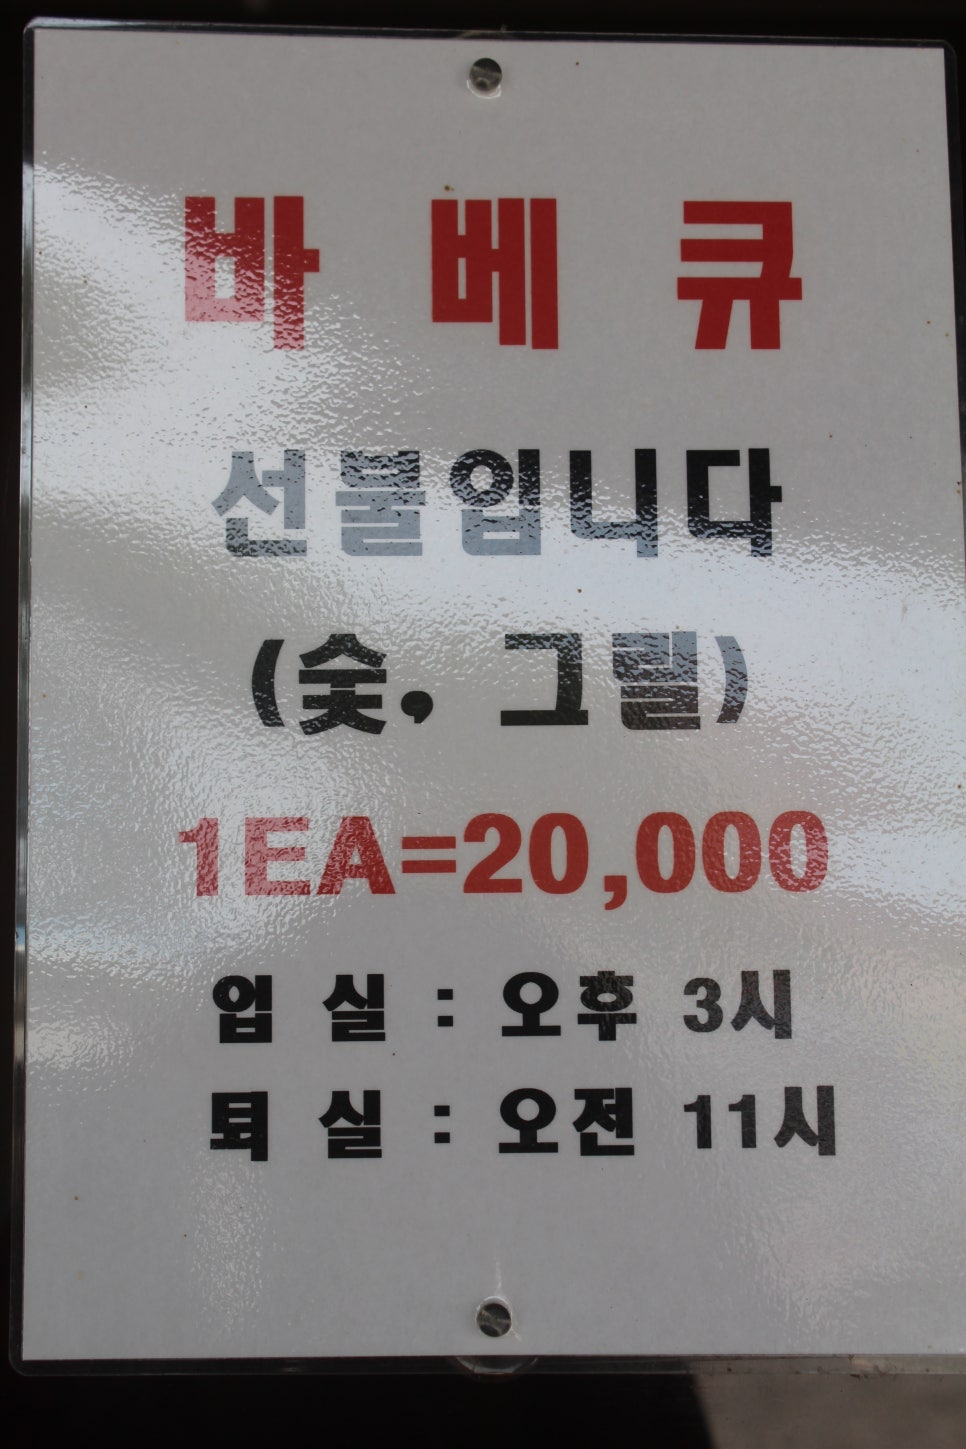 바 베 큐
선불입니다
(숯, 그릴)
1EA=20,000
입 실 : 오후 3시
퇴 실 : 오전 11시